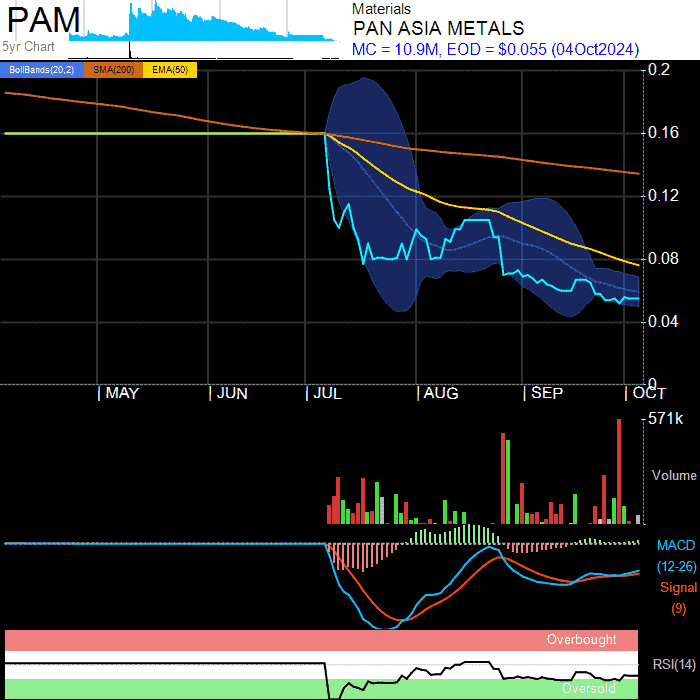 PAM
5yr Chart
Materials
PAN ASIA METALS
MC = 10.9M, EOD = $0.055 (04Oct2024)
BollBands(20,2) SMA(200) EMA(50)
0.2
0.16
0.12
0.08
0.04
0
MAY JUN JUL AUG SEP OCT
571k
Volume
MACD
(12-26)
Signal
(9)
Overbought
RSI(14)
Oversold